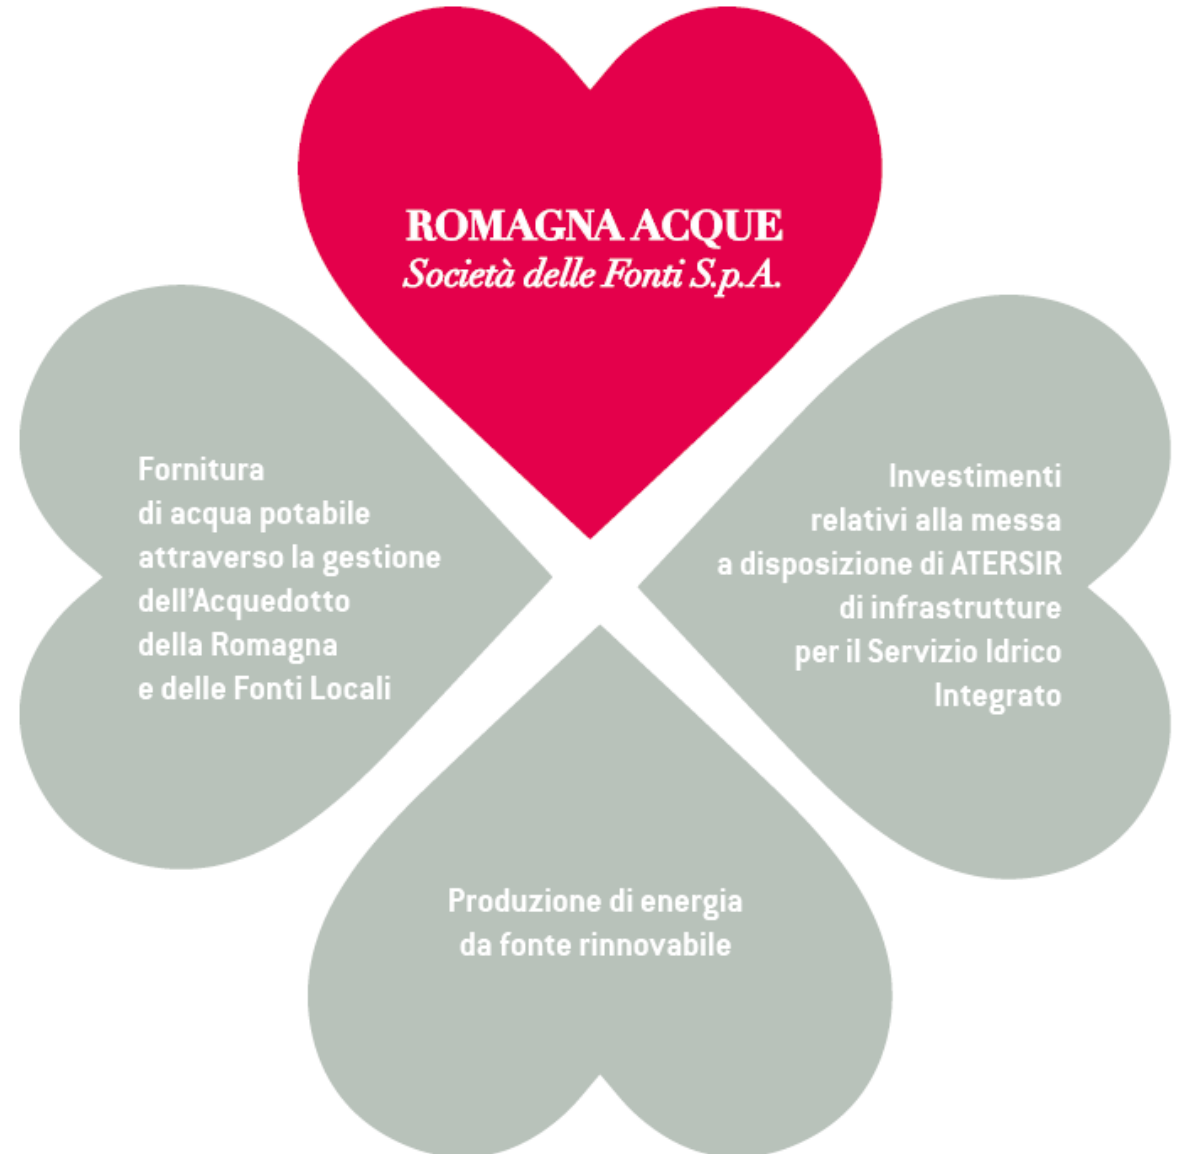 ROMAGNA ACQUE
Società delle Fonti S.p.A.
Fornitura
di acqua potabile
attraverso la gestione
dell'Acquedotto
della Romagna
e delle Fonti Locali
Investimenti
relativi alla messa
a disposizione di ATERSIR
di infrastrutture
per il Servizio Idrico
Integrato
Produzione di energia
da fonte rinnovabile